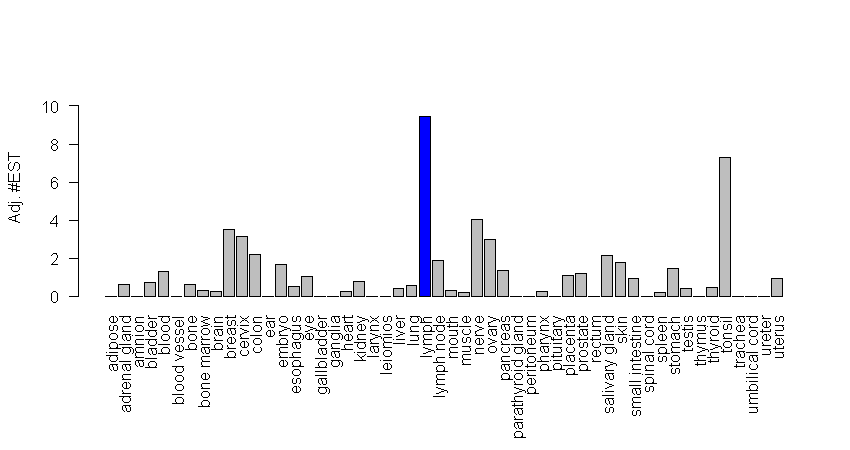 Adj. #EST
10
8
6
4
2
0
adipose
adrenal gland
amnion
bladder
blood
blood vessel
bone
bone marrow
brain
breast
cervix
colon
ear
embryo
esophagus
eye
gallbladder
ganglia
heart
kidney
larynx
leiomios
liver
lung
lymph
lymph node
mouth
muscle
nerve
ovary
pancreas
parathyroid gland
peritoneum
pharynx
pituitary
placenta
prostate
rectum
salivary gland
skin
small intestine
spinal cord
spleen
stomach
testis
thymus
thyroid
tonsil
trachea
umbilical cord
ureter
uterus